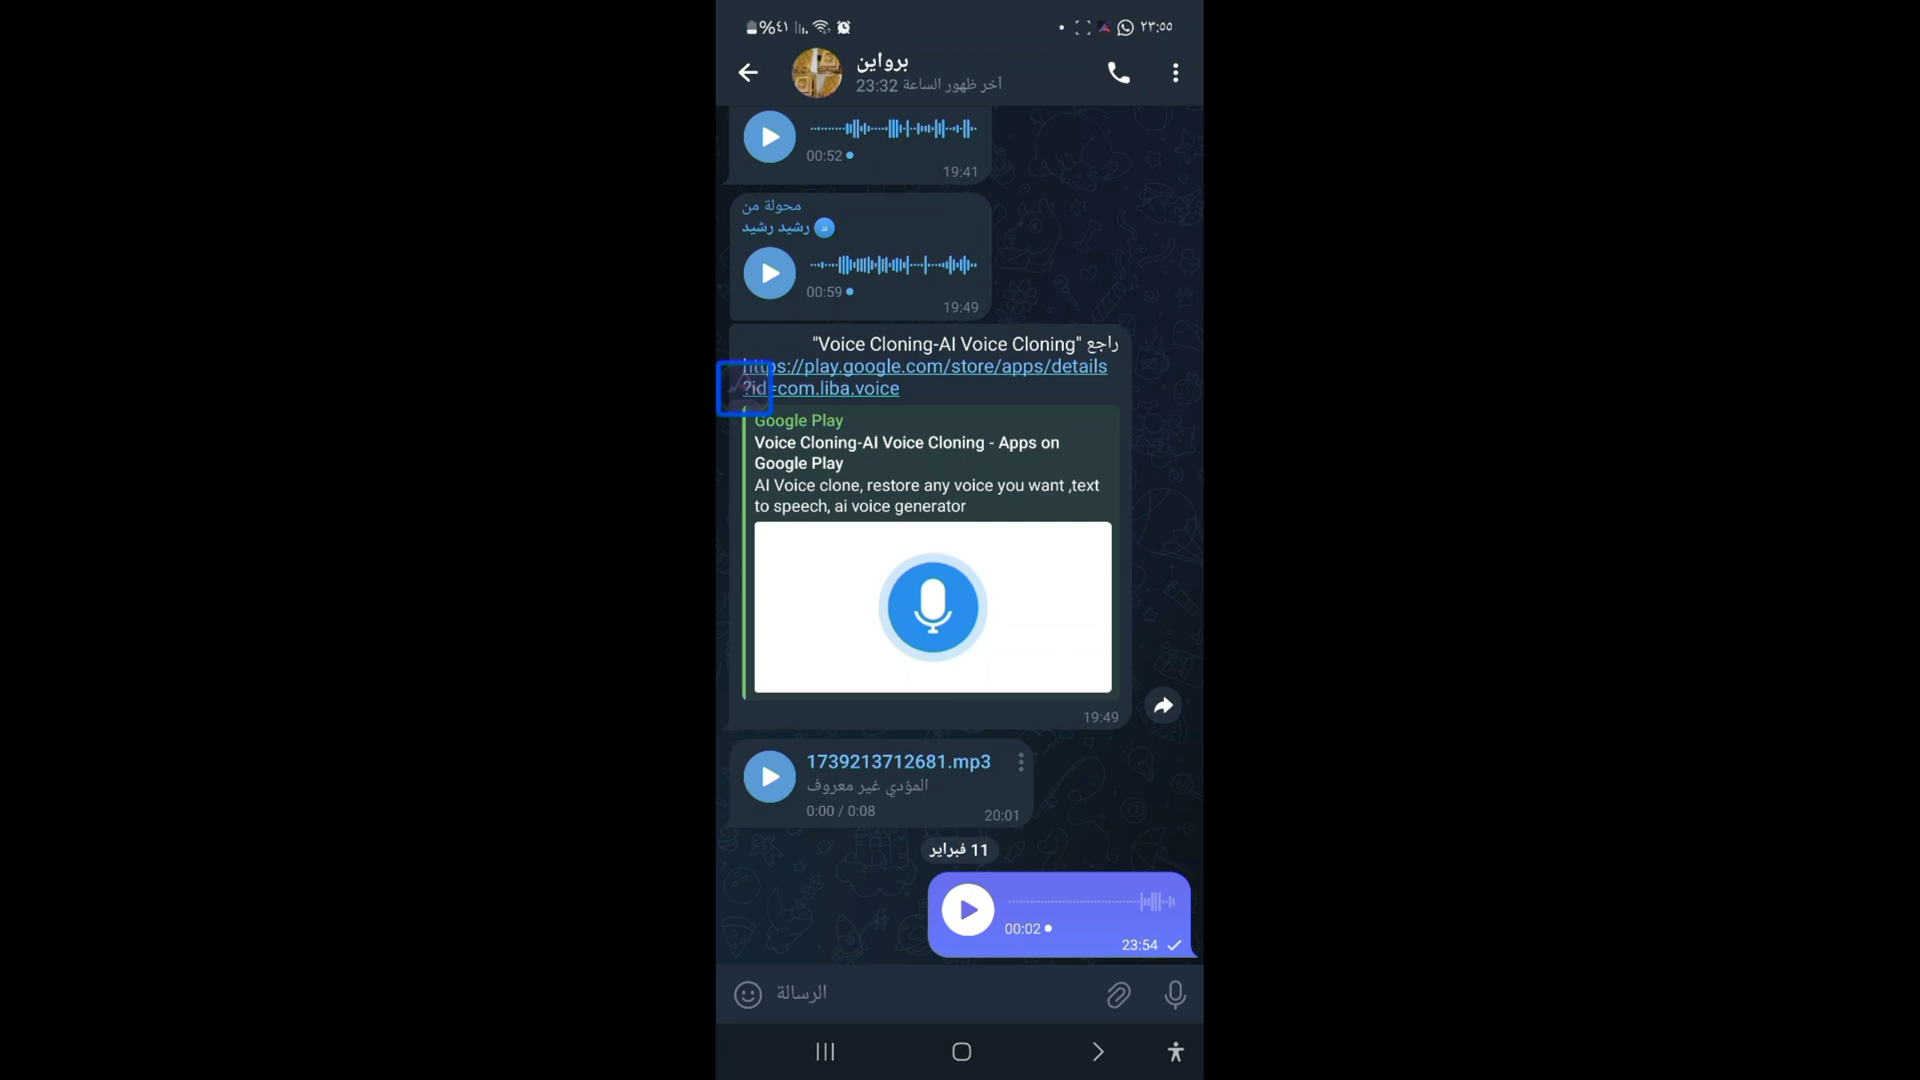 %٤١
٢٣:٥٥
برواين
آخر ظهور الساعة 23:32
00:52
19:41
محولة من
رشيد رشيد
00:59
19:49
راجع "Voice Cloning-AI Voice Cloning"
https://play.google.com/store/apps/details
?id=com.liba.voice
Google Play
Voice Cloning-AI Voice Cloning - Apps on
Google Play
AI Voice clone, restore any voice you want ,text
to speech, ai voice generator
19:49
1739213712681.mp3
المؤدي غير معروف
0:00 / 0:08
20:01
11 فبراير
00:02
23:54
الرسالة